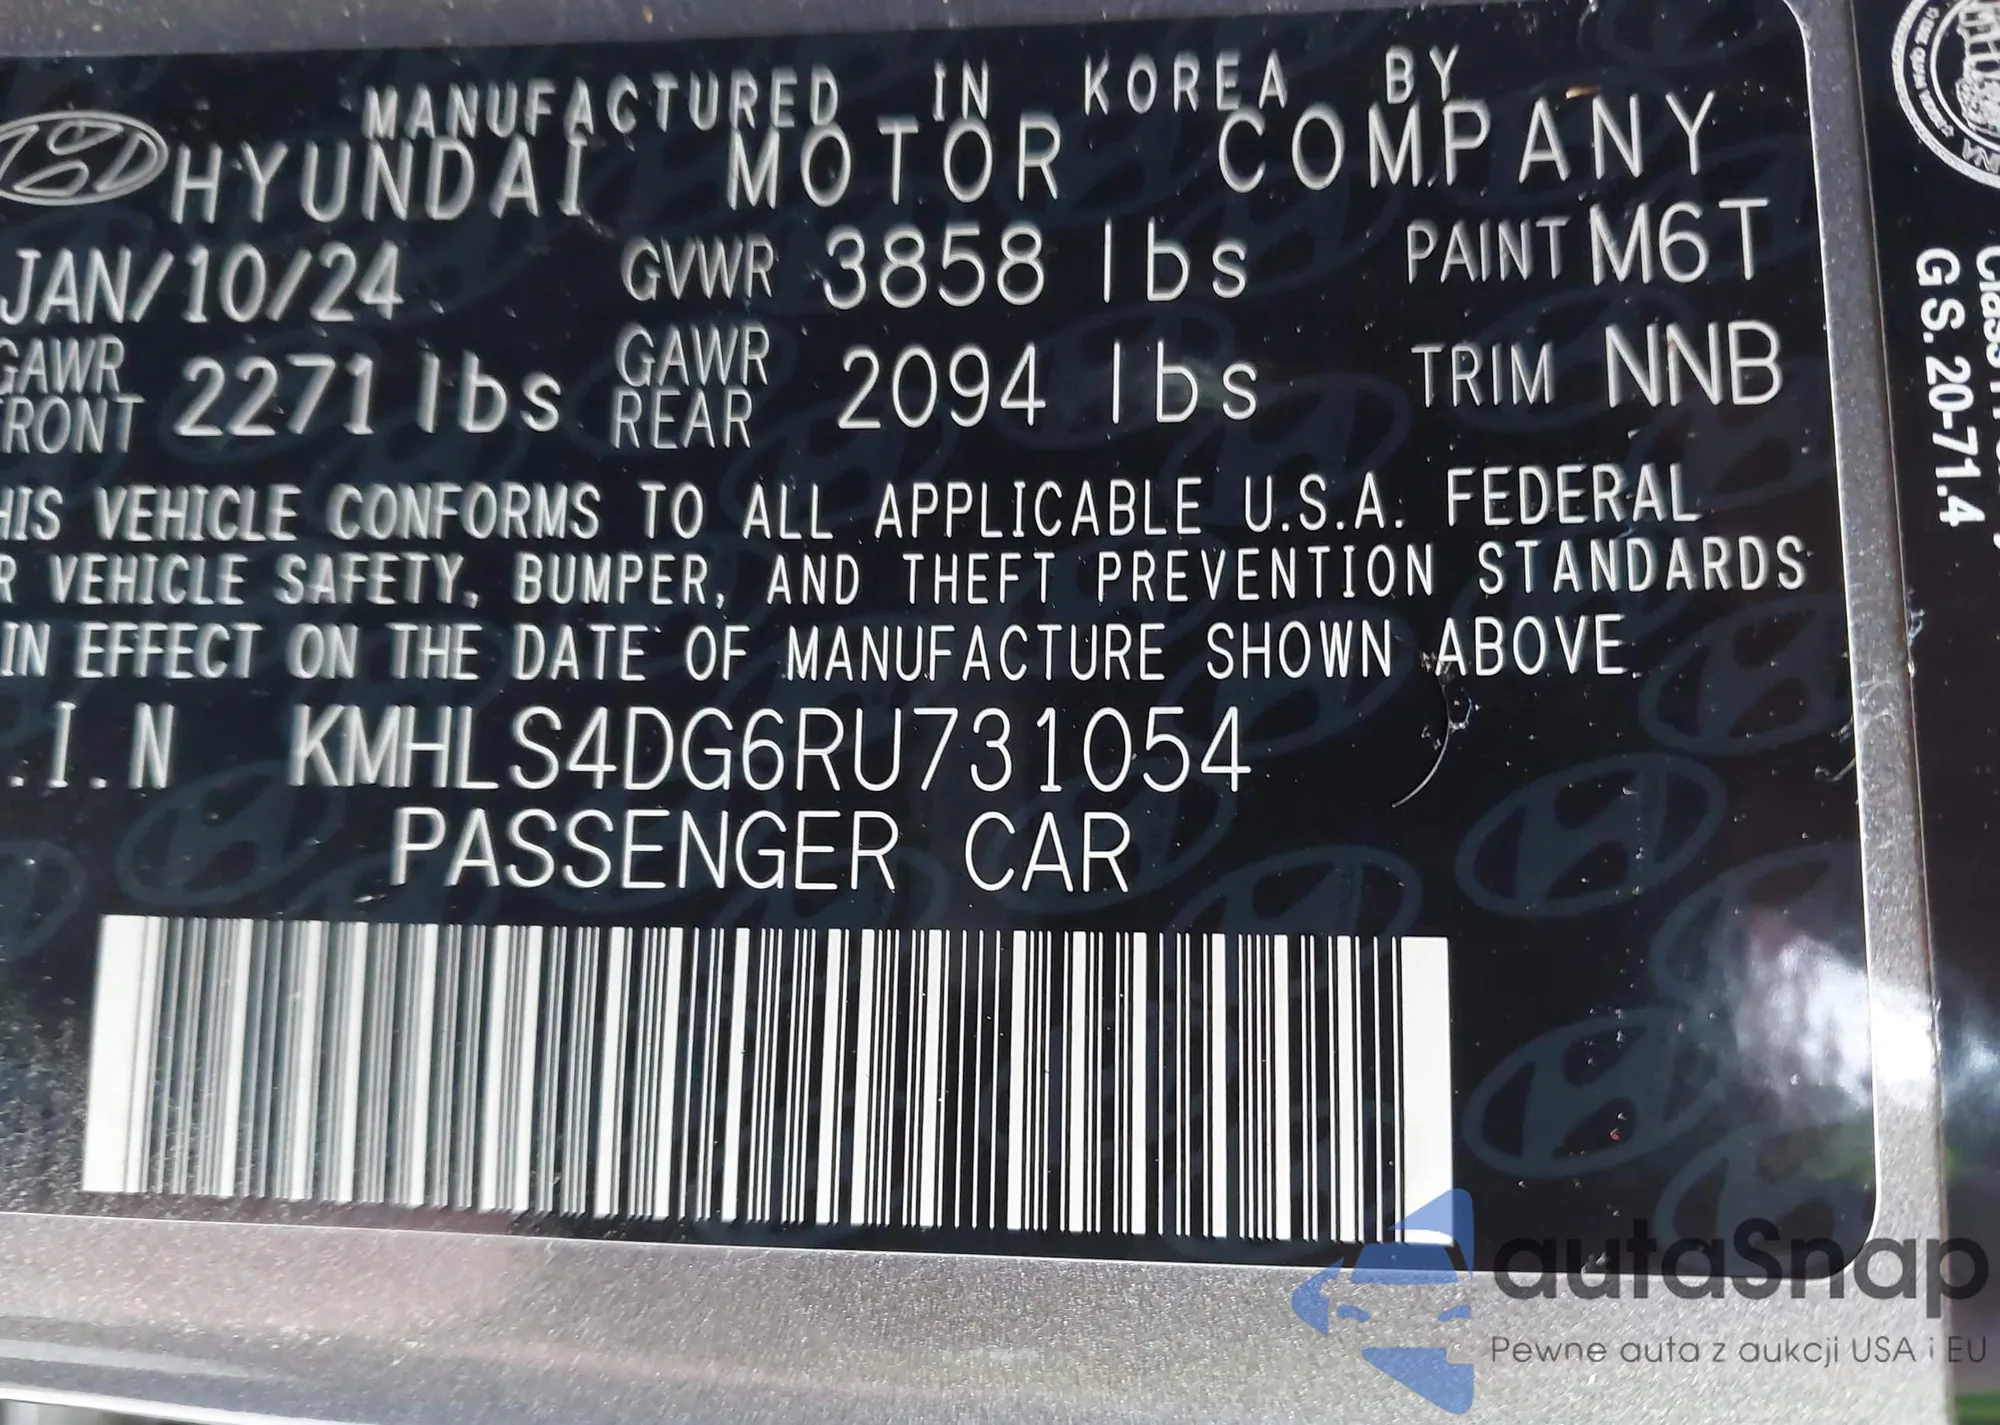 MANUFACTURED IN KOREA BY
HYUNDAI MOTOR COMPANY
JAN/10/24 GVWR 3858 lbs PAINT M6T
GAWR FRONT 2271 lbs GAWR REAR 2094 lbs TRIM NNB
HIS VEHICLE CONFORMS TO ALL APPLICABLE U.S.A. FEDERAL
R VEHICLE SAFETY, BUMPER, AND THEFT PREVENTION STANDARDS
IN EFFECT ON THE DATE OF MANUFACTURE SHOWN ABOVE.
.I.N KMHLS4DG6RU731054
PASSENGER CAR
GS. 20-71.4
autaSnap
Pewne auta z aukcji USA i EU